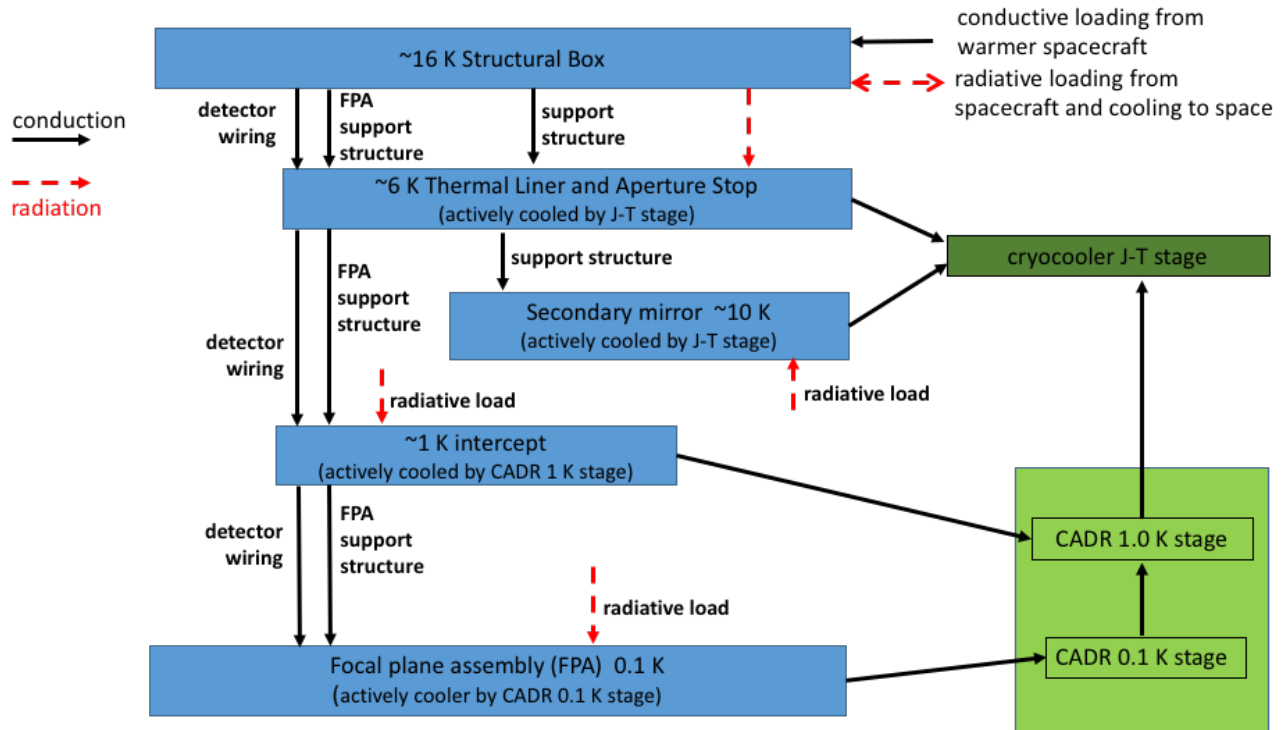 conductive loading from
warmer spacecraft
~16 K Structural Box
radiative loading from
spacecraft and cooling to space
conduction
radiation
detector
wiring
FPA
support
structure
support
structure
~6 K Thermal Liner and Aperture Stop
(actively cooled by J-T stage)
cryocooler J-T stage
support structure
FPA
support
structure
Secondary mirror ~10 K
(actively cooled by J-T stage)
detector
wiring
radiative load
radiative load
~1 K intercept
(actively cooled by CADR 1 K stage)
detector
wiring
FPA
support
structure
CADR 1.0 K stage
radiative load
Focal plane assembly (FPA) 0.1 K
(actively cooler by CADR 0.1 K stage)
CADR 0.1 K stage